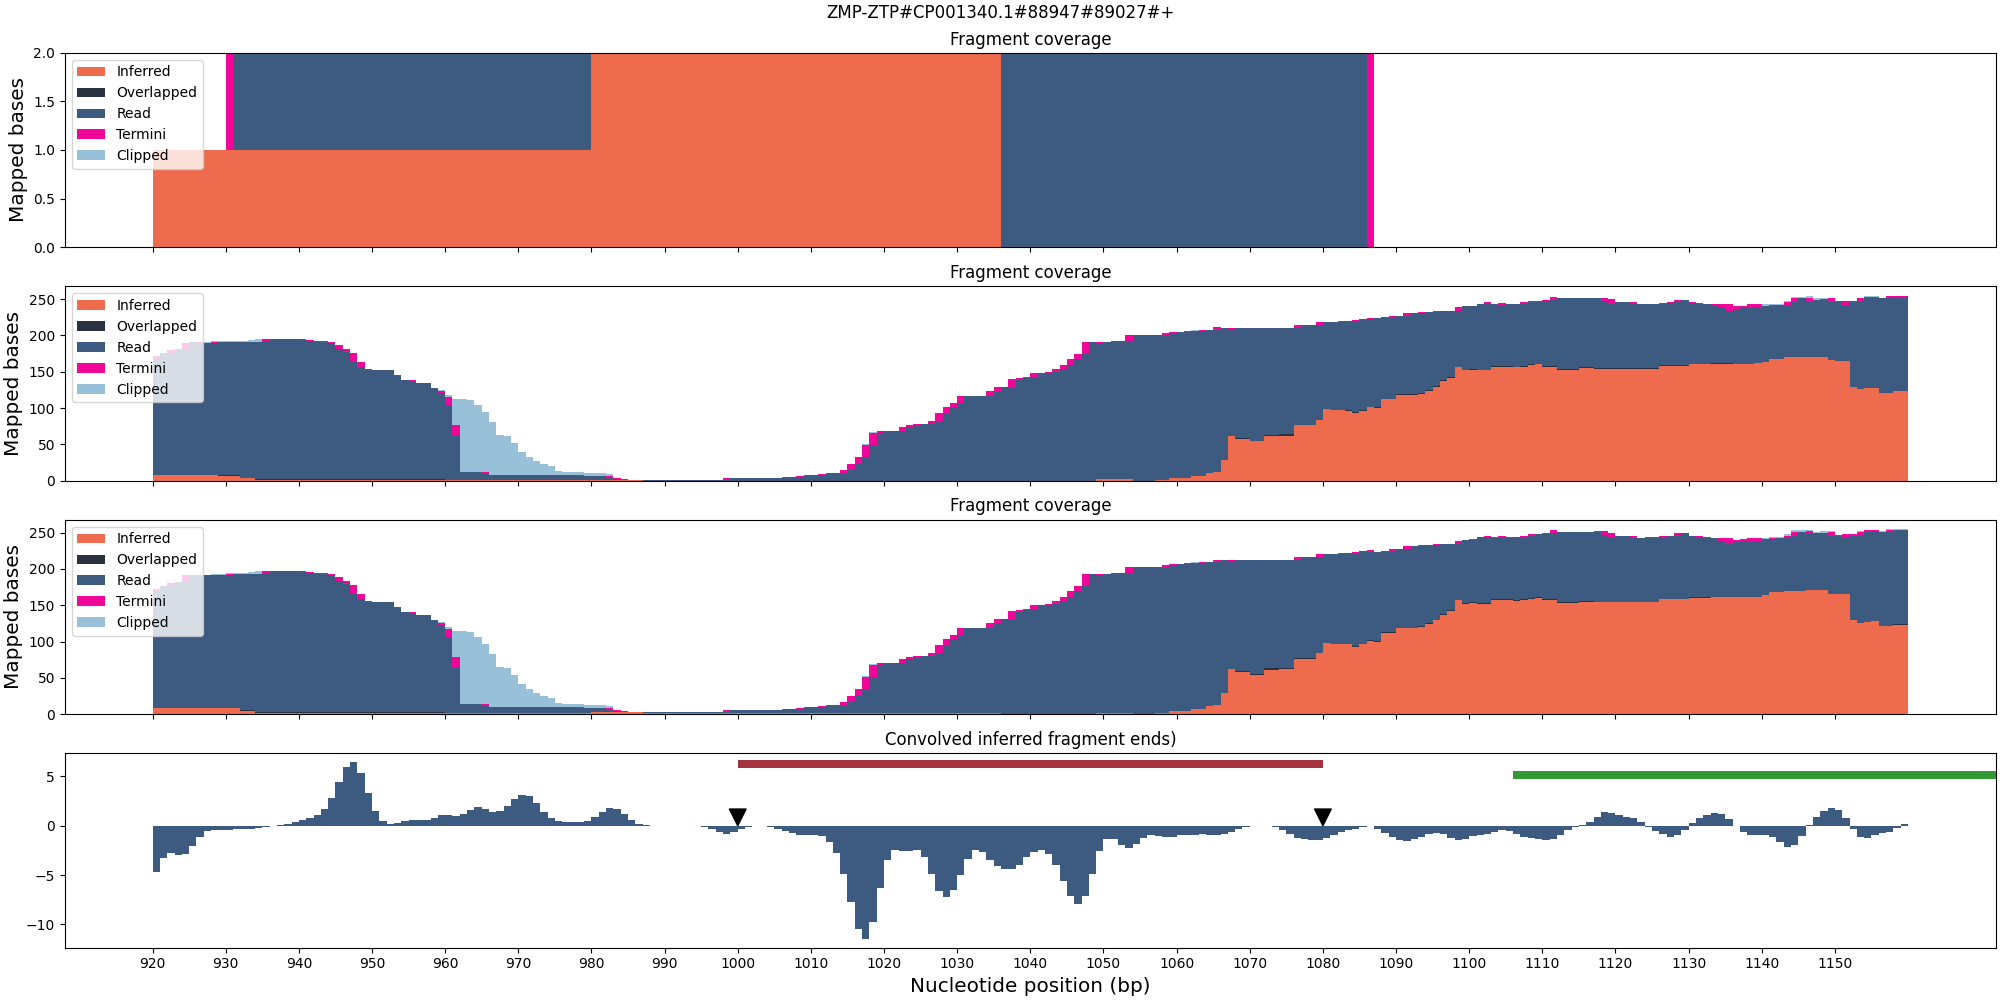 ZMP-ZTP#CP001340.1#88947#89027#+
Fragment coverage
Mapped bases
2.0
1.5
1.0
0.5
0.0
Inferred
Overlapped
Read
Termini
Clipped
Fragment coverage
Mapped bases
250
200
150
100
50
0
Inferred
Overlapped
Read
Termini
Clipped
Fragment coverage
Mapped bases
250
200
150
100
50
0
Inferred
Overlapped
Read
Termini
Clipped
Convolved inferred fragment ends)
5
0
−5
−10
920 930 940 950 960 970 980 990 1000 1010 1020 1030 1040 1050 1060 1070 1080 1090 1100 1110 1120 1130 1140 1150
Nucleotide position (bp)